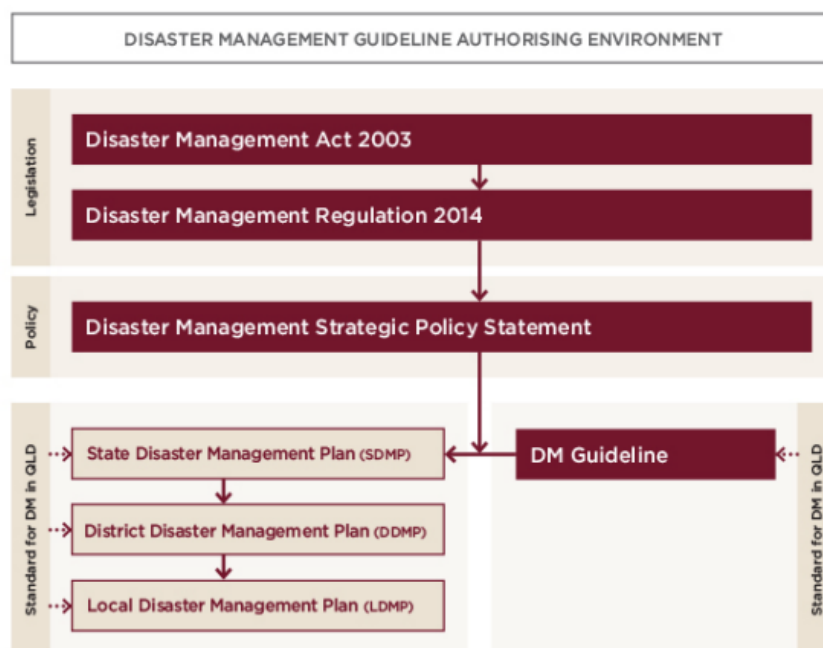 DISASTER MANAGEMENT GUIDELINE AUTHORISING ENVIRONMENT
Legislation
Disaster Management Act 2003
Disaster Management Regulation 2014
Policy
Disaster Management Strategic Policy Statement
Standard for DM in QLD
State Disaster Management Plan (SDMP)
District Disaster Management Plan (DDMP)
Local Disaster Management Plan (LDMP)
DM Guideline
Standard for DM in QLD